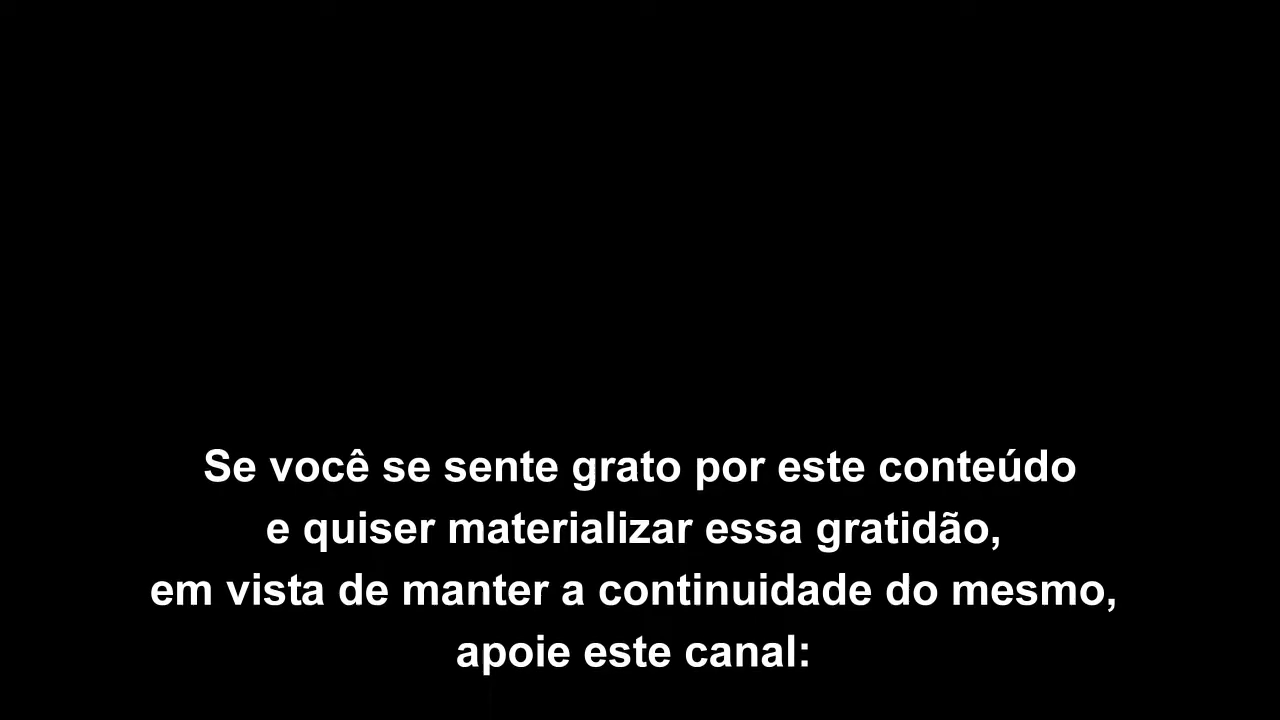 Se você se sente grato por este conteúdo
e quiser materializar essa gratidão,
em vista de manter a continuidade do mesmo,
apoie este canal: